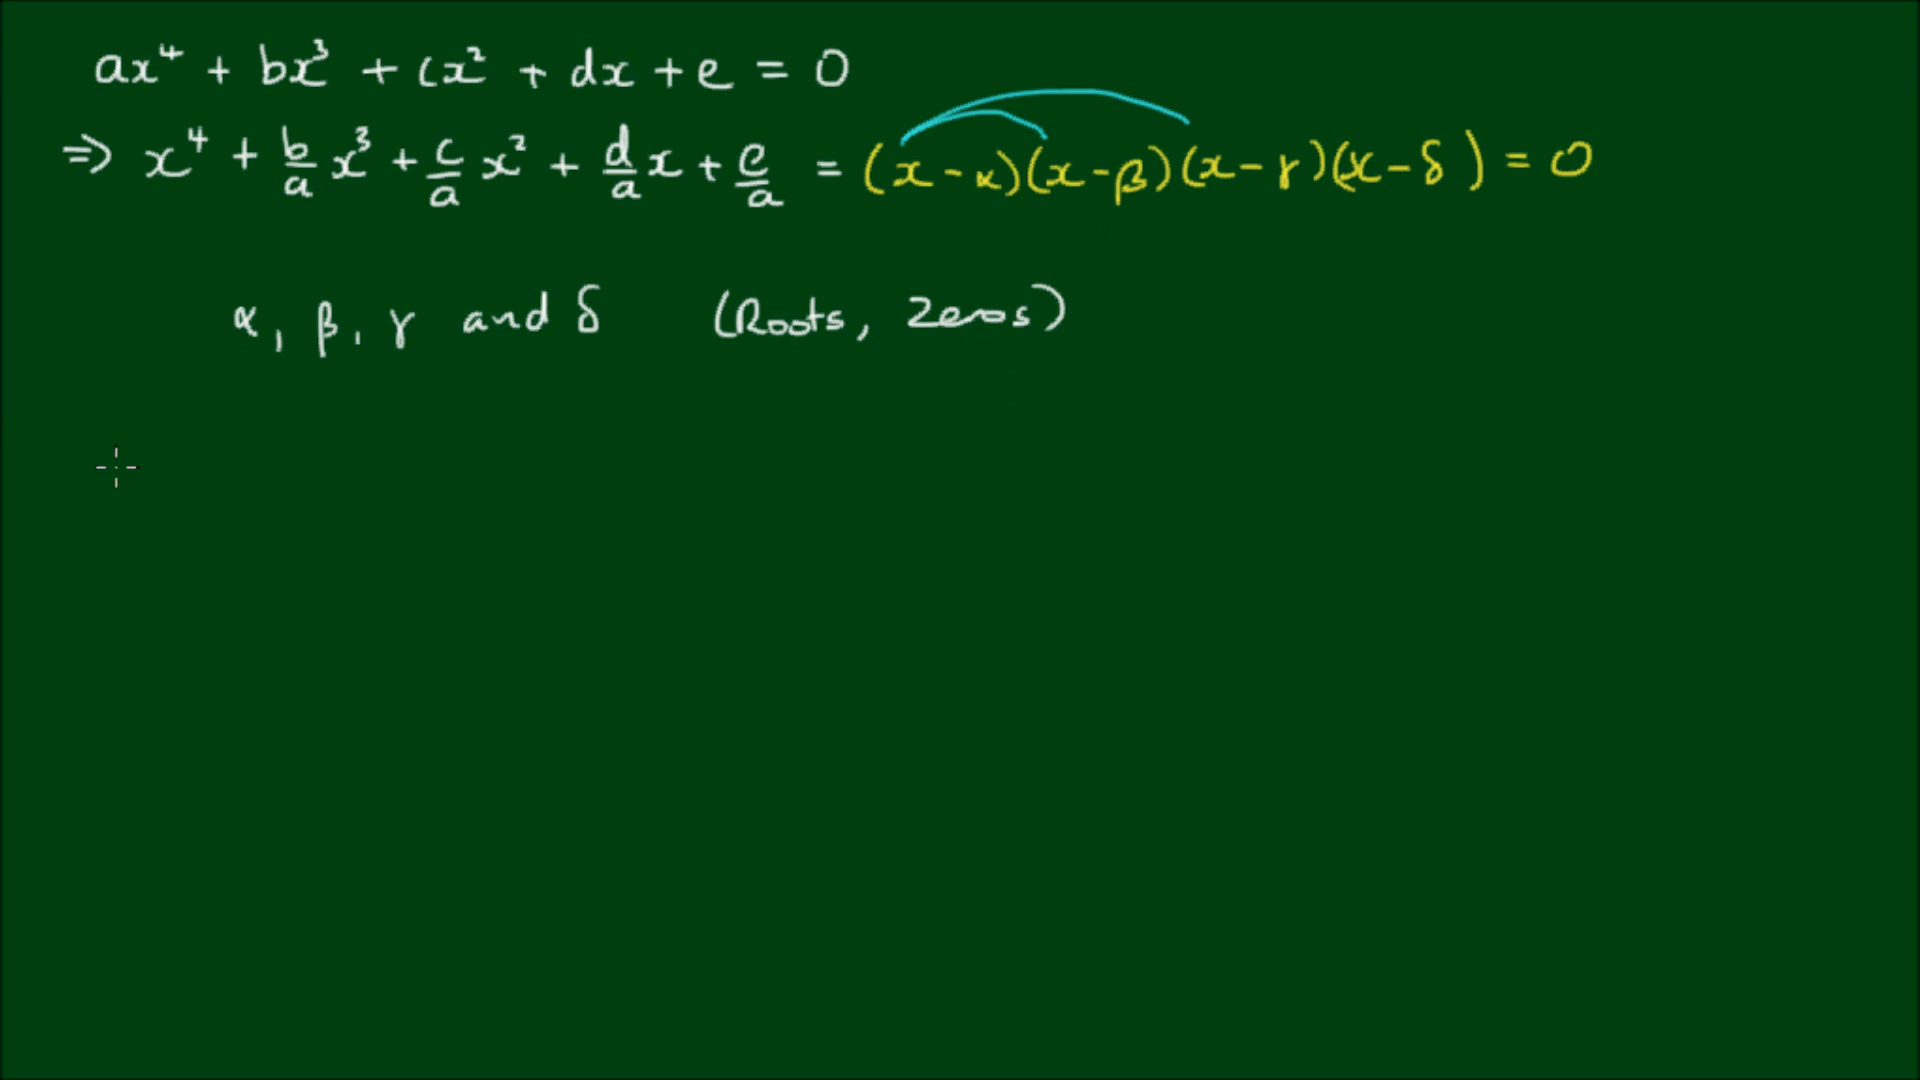 ax⁴ + bx³ + cx² + dx + e = 0
⇒ x⁴ + b/a x³ + c/a x² + d/a x + e/a = (x-α)(x-β)(x-γ)(x-δ) = 0
α, β, γ and δ (Roots, Zeros)